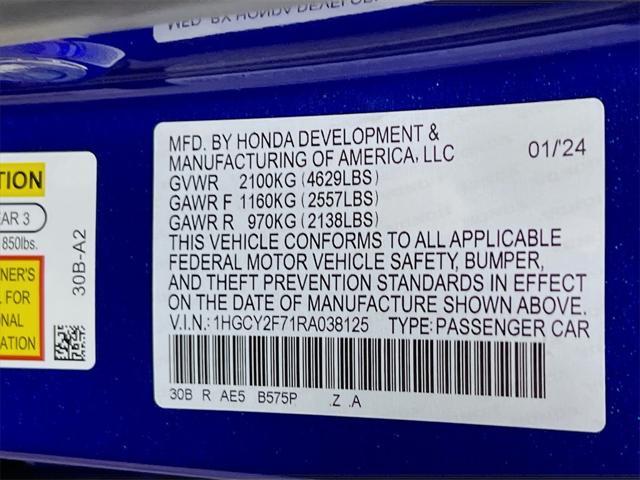 MFD. BY HONDA DEVELOPMENT &
MANUFACTURING OF AMERICA, LLC 01/'24
GVWR 2100KG (4629LBS)
GAWR F 1160KG (2557LBS)
GAWR R 970KG (2138LBS)
THIS VEHICLE CONFORMS TO ALL APPLICABLE
FEDERAL MOTOR VEHICLE SAFETY, BUMPER,
AND THEFT PREVENTION STANDARDS IN EFFECT
ON THE DATE OF MANUFACTURE SHOWN ABOVE.
V.I.N.: 1HGCY2F71RA038125 TYPE: PASSENGER CAR
30B R AE5 B575P .Z .A
TION
EAR 3
850lbs.
NER'S
L FOR
ONAL
ATION
30B-A2